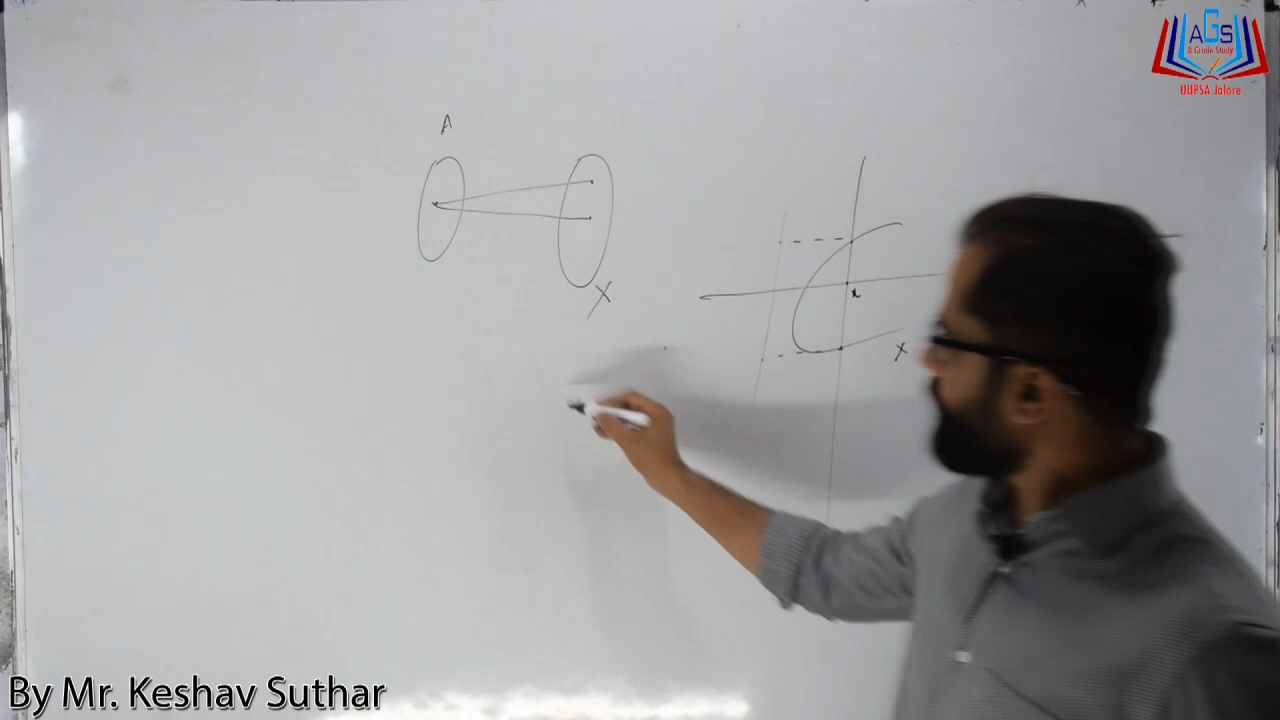 AGS
A Grade Study
UUPSA Jalore
A
X
x
X
By Mr. Keshav Suthar